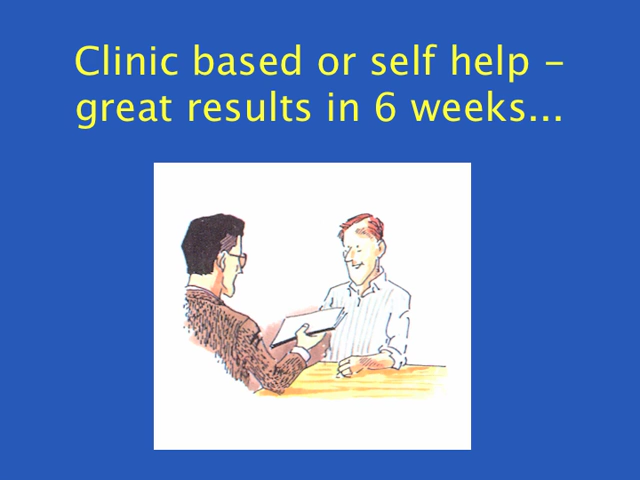 Clinic based or self help –
great results in 6 weeks...